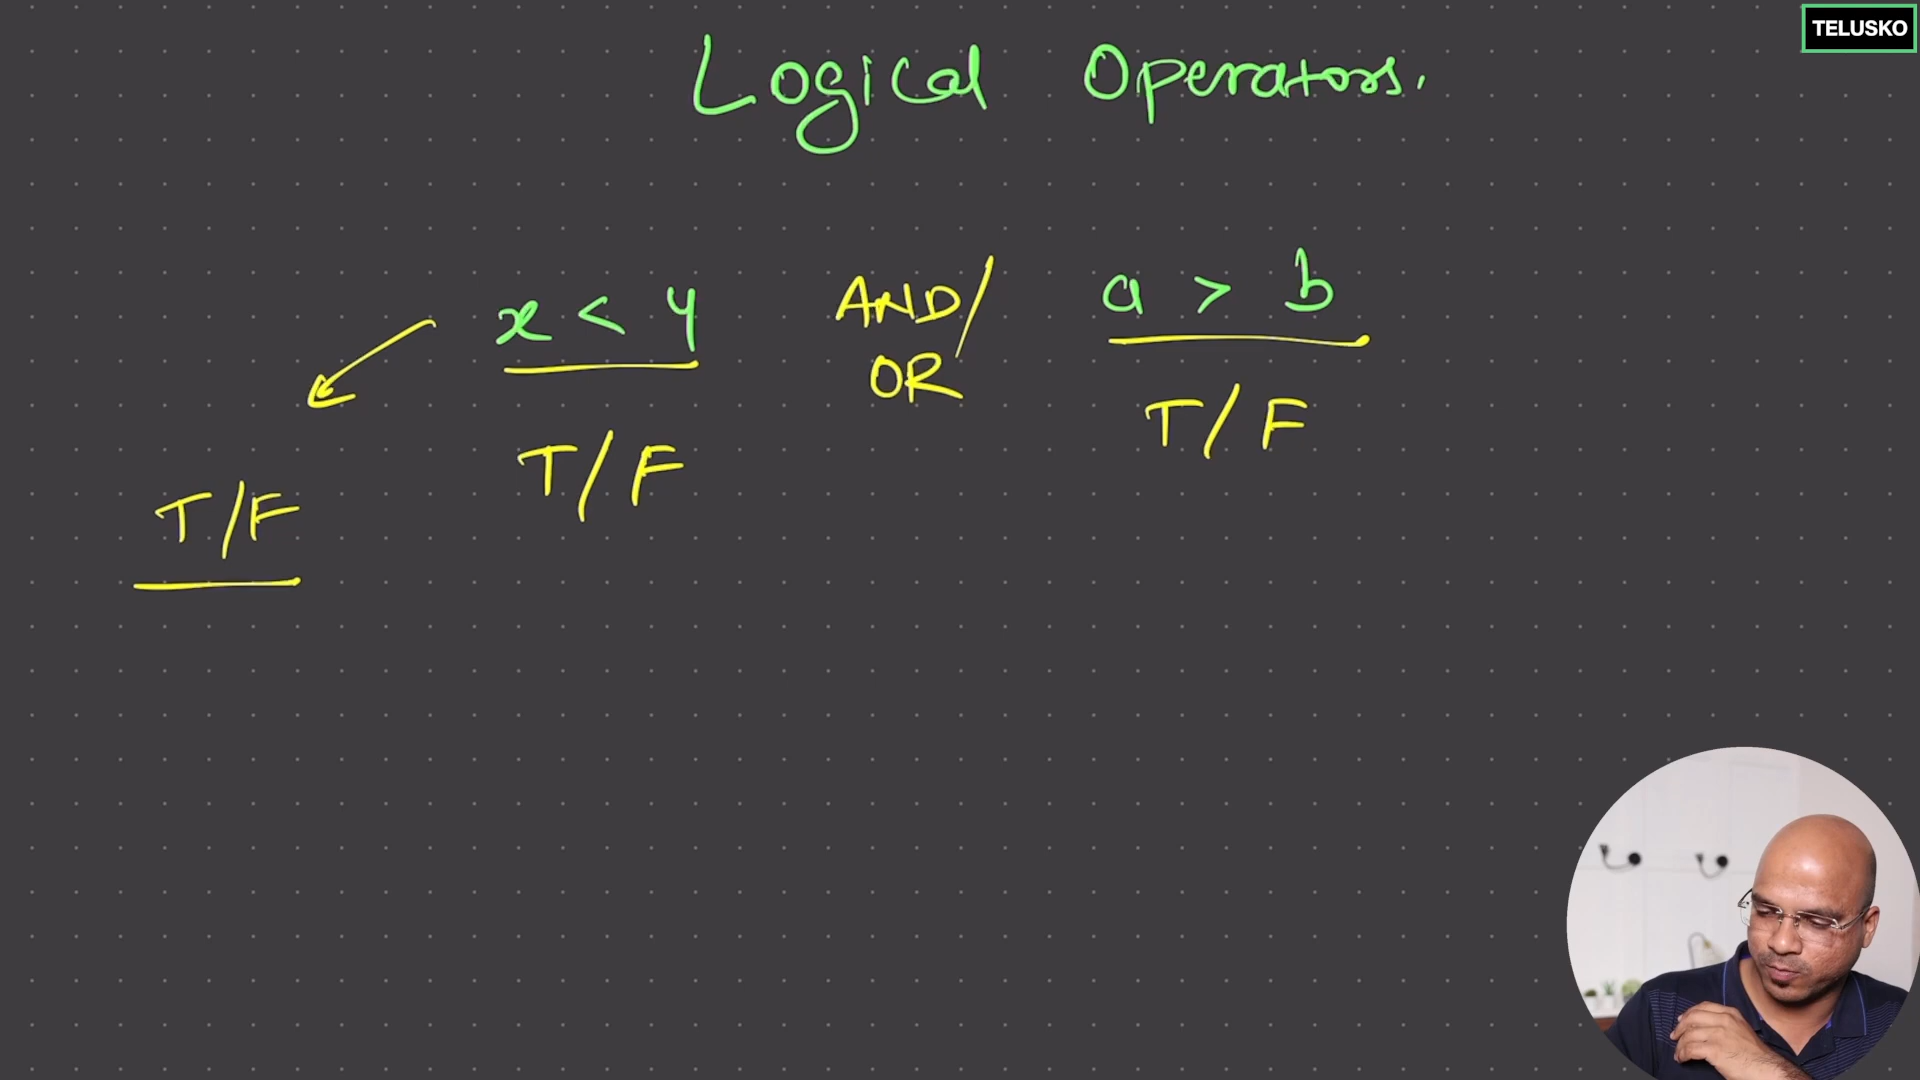 TELUSKO
Logical Operators.
x < y AND/OR a > b
T/F T/F
T/F